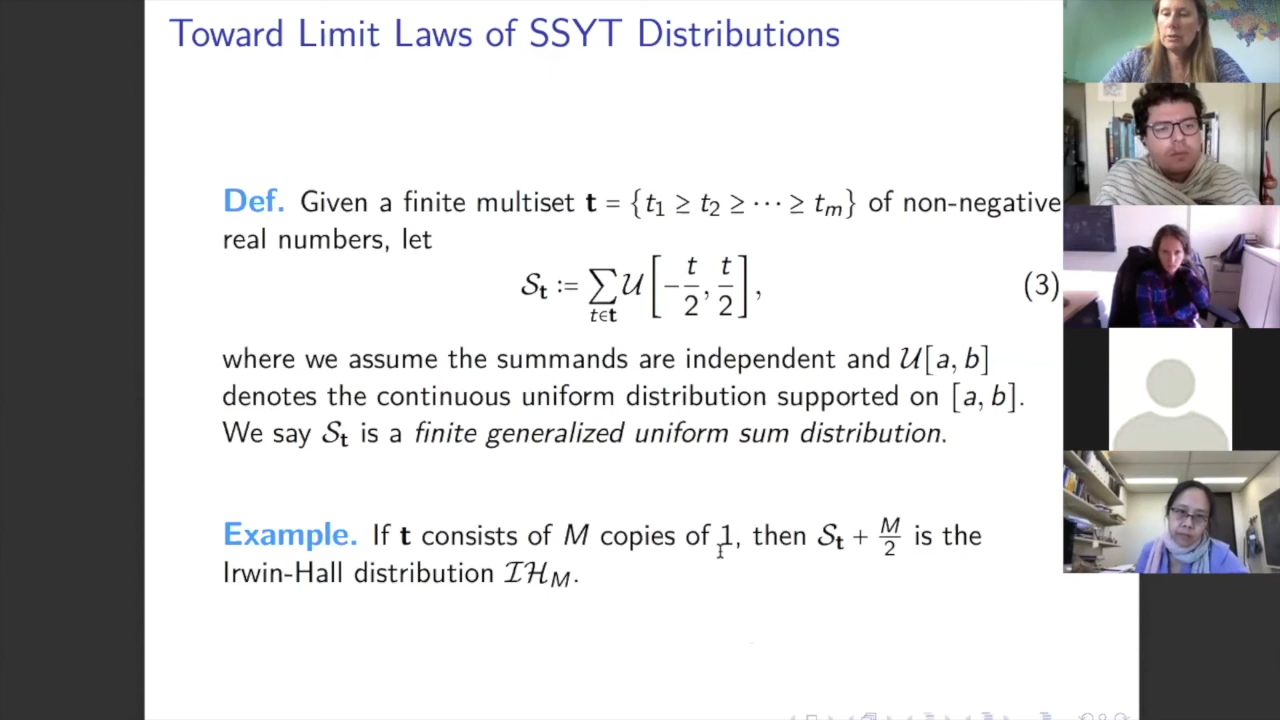 Toward Limit Laws of SSYT Distributions
Def. Given a finite multiset t = {t₁ ≥ t₂ ≥ ⋯ ≥ tₘ} of non-negative
real numbers, let
𝒮ₜ := ∑_{t∈t} 𝒰 [−t/2, t/2], (3)
where we assume the summands are independent and 𝒰[a, b]
denotes the continuous uniform distribution supported on [a, b].
We say 𝒮ₜ is a finite generalized uniform sum distribution.
Example. If t consists of M copies of 1, then 𝒮ₜ + M/2 is the
Irwin-Hall distribution ℐℋ_M.